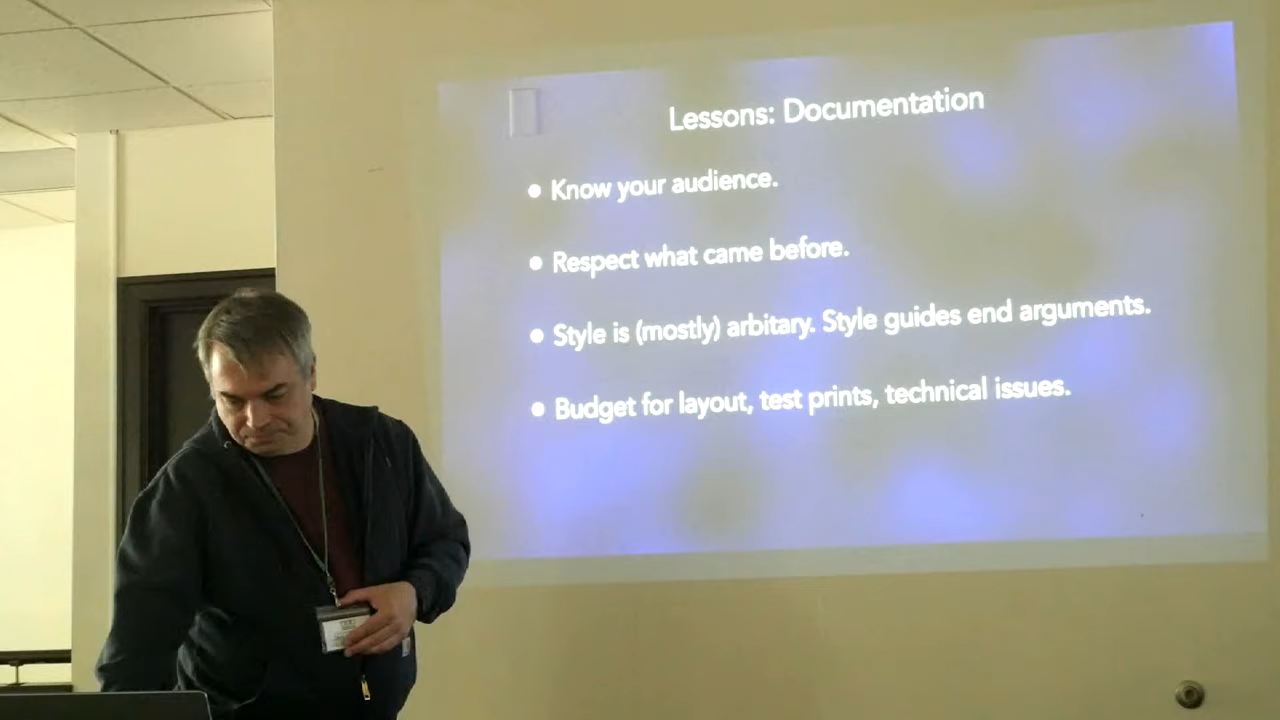 Lessons: Documentation
• Know your audience.
• Respect what came before.
• Style is (mostly) arbitary. Style guides end arguments.
• Budget for layout, test prints, technical issues.